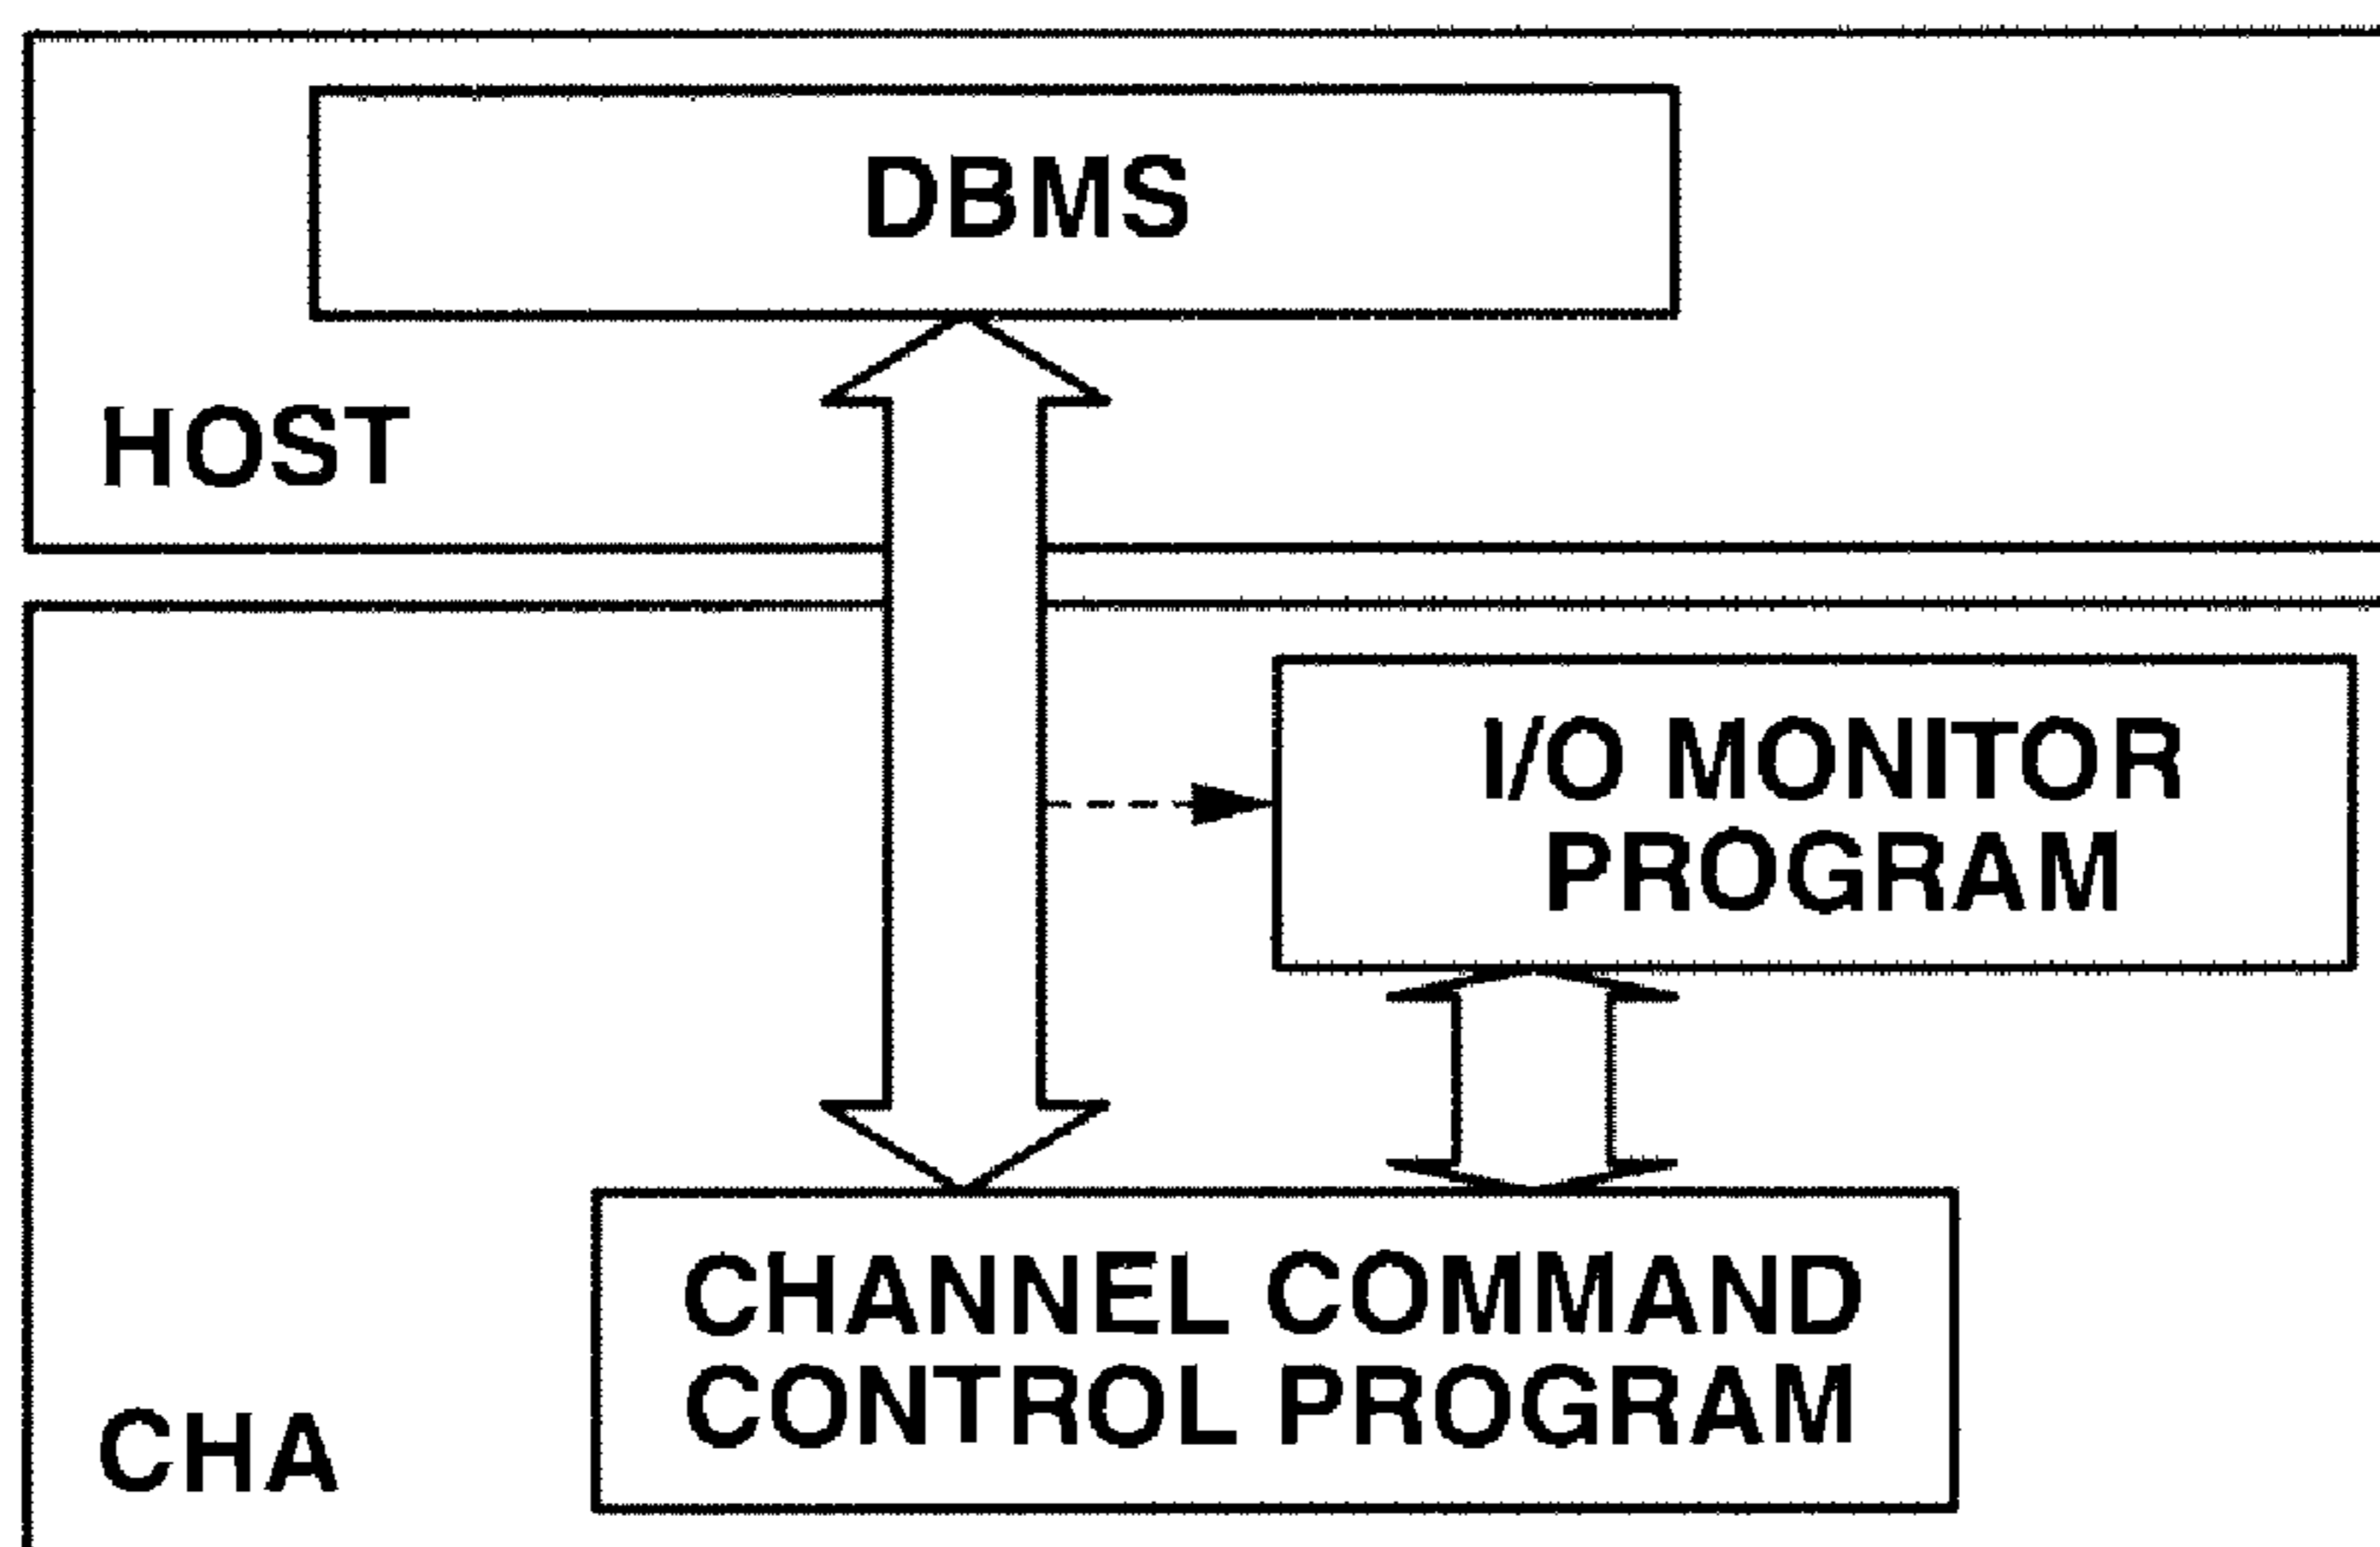 DBMS
HOST
I/O MONITOR
PROGRAM
CHANNEL COMMAND
CONTROL PROGRAM
CHA